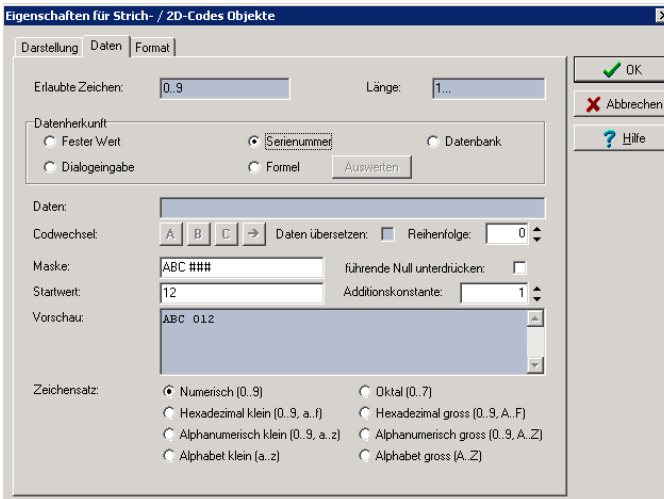 Eigenschaften für Strich- / 2D-Codes Objekte
Darstellung Daten Format
OK
Abbrechen
Hilfe
Erlaubte Zeichen: 0..9 Länge: 1...
Datenherkunft
Fester Wert Serienummer Datenbank
Dialogeingabe Formel Auswerten
Daten:
Codwechsel: A B C → Daten übersetzen: Reihenfolge: 0
Maske: ABC ### führende Null unterdrücken:
Startwert: 12 Additionskonstante: 1
Vorschau: ABC 012
Zeichensatz: Numerisch (0..9) Oktal (0..7)
Hexadezimal klein (0..9, a..f) Hexadezimal gross (0..9, A..F)
Alphanumerisch klein (0..9, a..z) Alphanumerisch gross (0..9, A..Z)
Alphabet klein (a..z) Alphabet gross (A..Z)